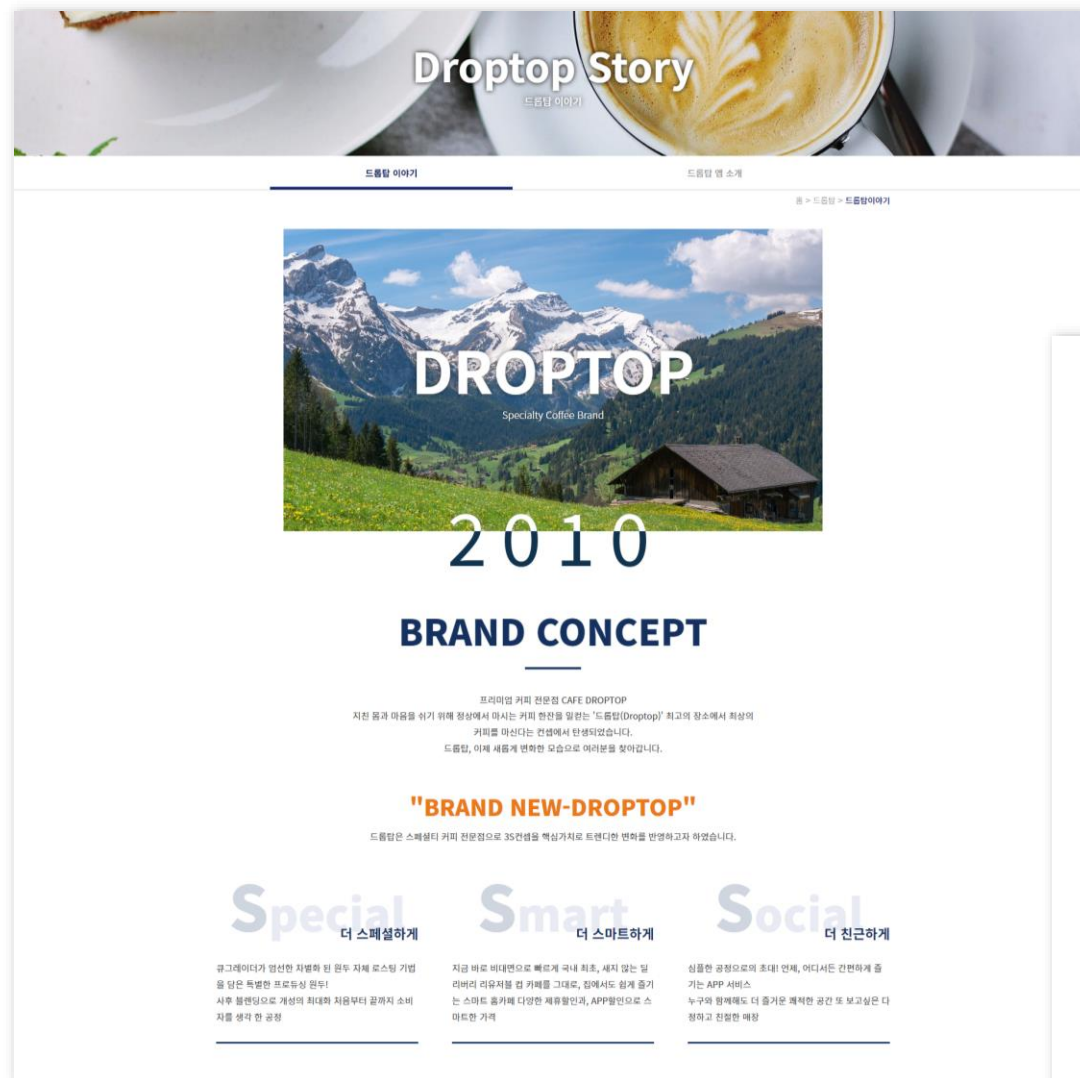 Droptop Story
드롭탑 이야기
드롭탑 이야기
드롭탑 앱 소개
홈 > 드롭탑 > 드롭탑이야기
DROPTOP
Specialty Coffee Brand
2010
BRAND CONCEPT
프리미엄 커피 전문점 CAFE DROPTOP
지친 몸과 마음을 쉬기 위해 정상에서 마시는 커피 한잔을 일컫는 '드롭탑(Droptop)' 최고의 장소에서 최상의
커피를 마신다는 컨셉에서 탄생되었습니다.
드롭탑, 이제 새롭게 변화한 모습으로 여러분을 찾아갑니다.
"BRAND NEW-DROPTOP"
드롭탑은 스페셜티 커피 전문점으로 3S컨셉을 핵심가치로 트렌디한 변화를 반영하고자 하였습니다.
Special
더 스페셜하게
큐그레이더가 엄선한 차별화 된 원두 자체 로스팅 기법
을 담은 특별한 프로듀싱 원두!
사후 블렌딩으로 개성의 최대화 처음부터 끝까지 소비
자를 생각 한 공정
Smart
더 스마트하게
지금 바로 비대면으로 빠르게 국내 최초, 새지 않는 딜
리버리 리유저블 컵 카페를 그대로, 집에서도 쉽게 즐기
는 스마트 홈카페 다양한 제휴할인과, APP할인으로 스
마트한 가격
Social
더 친근하게
심플한 공정으로의 초대! 언제, 어디서든 간편하게 즐
기는 APP 서비스
누구와 함께해도 더 즐거운 쾌적한 공간 또 보고싶은 다
정하고 친절한 매장